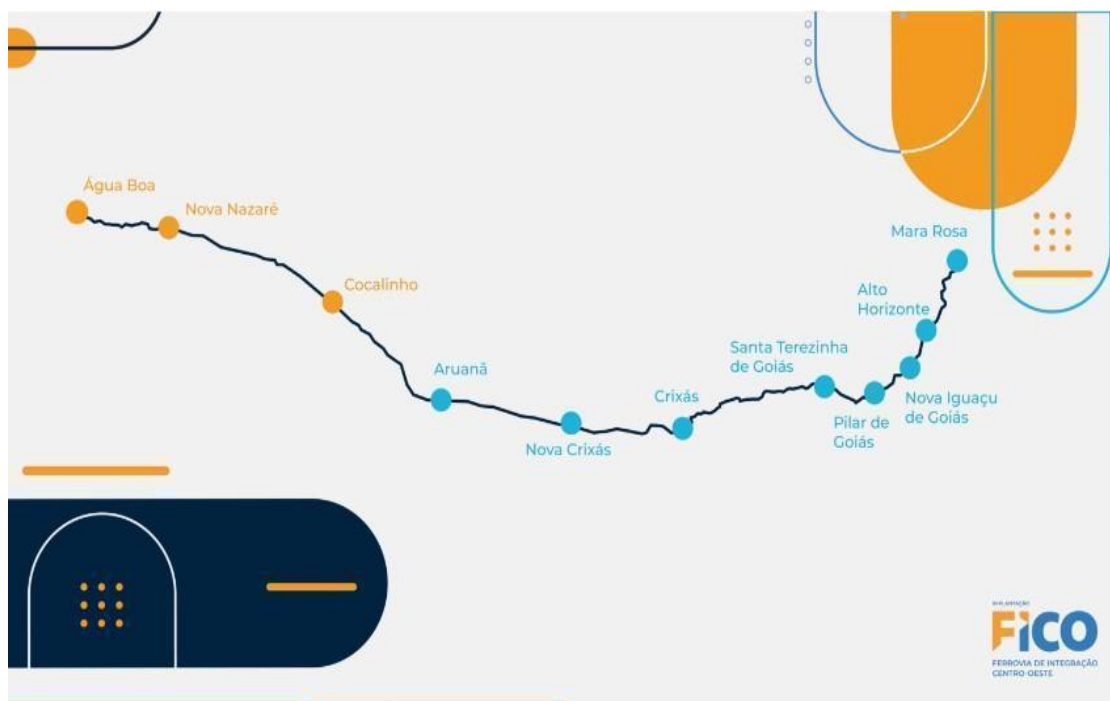 Água Boa
Nova Nazaré
Cocalinho
Aruanã
Nova Crixás
Crixás
Santa Terezinha
de Goiás
Pilar de
Goiás
Nova Iguaçu
de Goiás
Alto
Horizonte
Mara Rosa
IMPLANTAÇÃO
FICO
FERROVIA DE INTEGRAÇÃO
CENTRO-OESTE